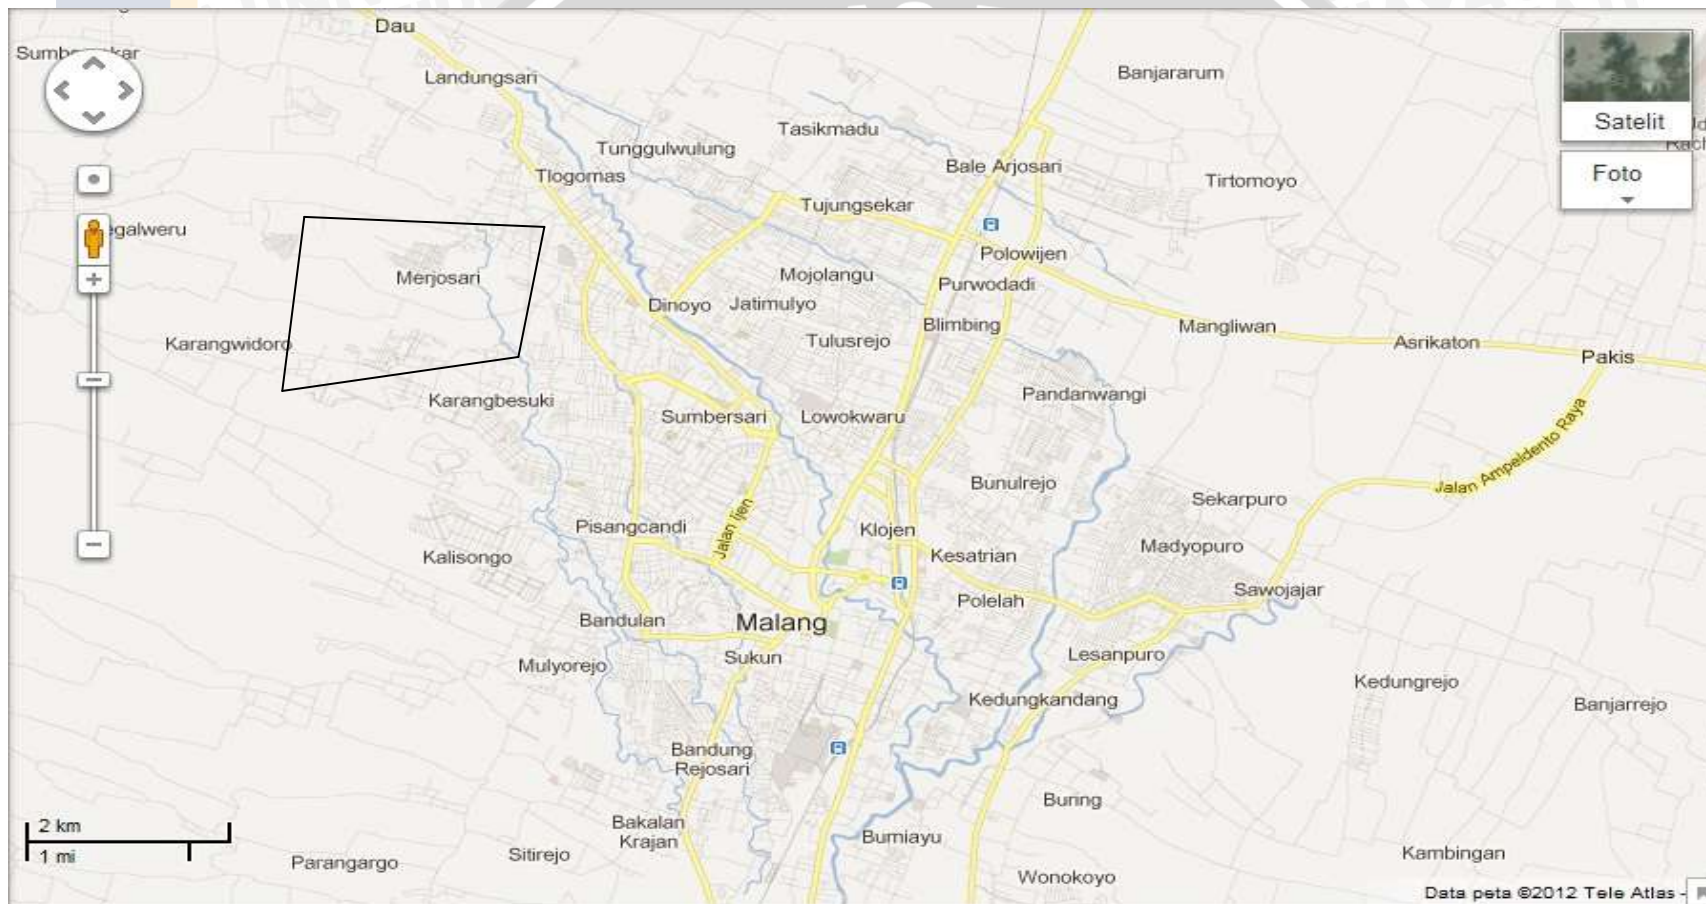 Dau
Landungsari
Banjararum
Satelit
Tasikmadu
Tunggulwulung
Bale Arjosari
Tlogomas
Tirtomoyo
Foto
Tujungsekar
egalweru
Polowijen
Merjosari
Mojolangu
Purwodadi
Dinoyo
Jatimulyo
Blimbing
Mangliwan
Karangwidoro
Tulusrejo
Asrikaton
Pakis
Karangbesuki
Pandanwangi
Sumbersari
Lowokwaru
Jalan Ampeldento Raya
Bunulrejo
Sekarpuro
Jalan Ijen
Pisangcandi
Klojen
Kalisongo
Kesatrian
Madyopuro
Sawojajar
Polelah
Bandulan
Malang
Sukun
Lesanpuro
Mulyorejo
Kedungrejo
Kedungkandang
Banjarrejo
Bandung
Rejosari
Buring
2 km
1 mi
Bakalan
Krajan
Bumiayu
Sitirejo
Parangargo
Kambingan
Wonokoyo
Data peta ©2012 Tele Atlas -